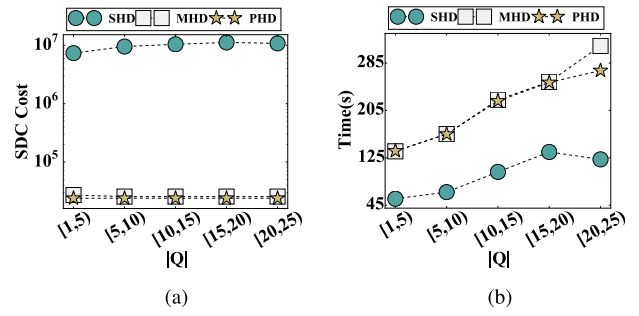 SHD MHD PHD
10^7
10^6
10^5
SDC Cost
[1,5) [5,10) [10,15) [15,20) [20,25)
|Q|
(a)
SHD MHD PHD
285
205
125
45
Time(s)
[1,5) [5,10) [10,15) [15,20) [20,25)
|Q|
(b)